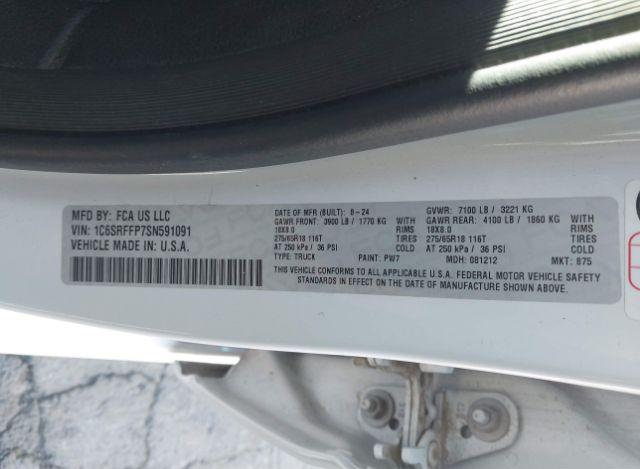 MFD BY: FCA US LLC
VIN: 1C6SRFFP7SN591091
VEHICLE MADE IN: U.S.A.
DATE OF MFR (BUILT): 8-24 GVWR: 7100 LB / 3221 KG
GAWR FRONT: 3900 LB / 1770 KG WITH GAWR REAR: 4100 LB / 1860 KG WITH
18X8.0 RIMS 18X8.0 RIMS
275/65R18 116T TIRES 275/65R18 116T TIRES
AT 250 kPa / 36 PSI COLD AT 250 kPa / 36 PSI COLD
TYPE: TRUCK PAINT: PW7 MDH: 081212 MKT: 875
THIS VEHICLE CONFORMS TO ALL APPLICABLE U.S.A. FEDERAL MOTOR VEHICLE SAFETY
STANDARDS IN EFFECT ON THE DATE OF MANUFACTURE SHOWN ABOVE.